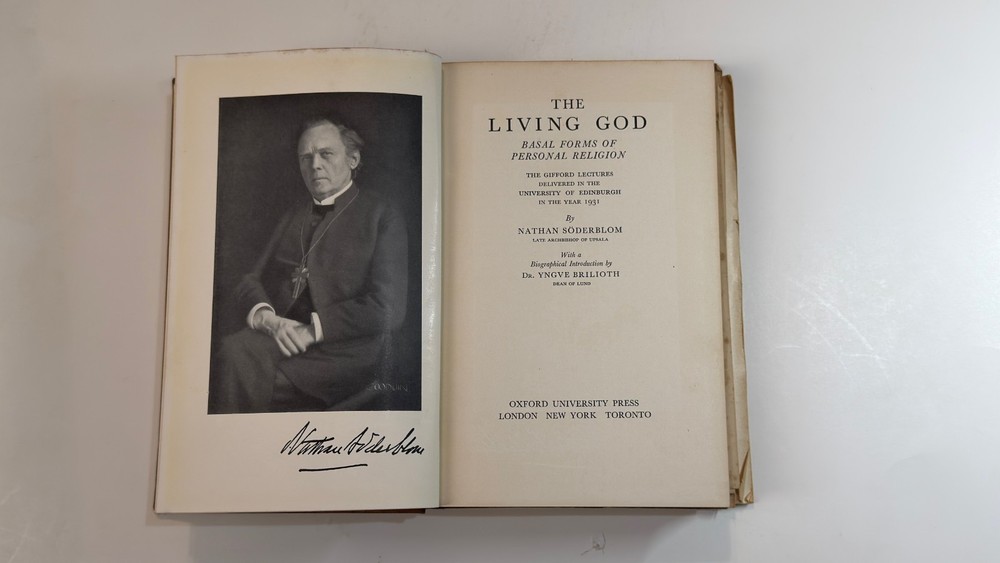 Nathan Söderblom
THE
LIVING GOD
BASAL FORMS OF
PERSONAL RELIGION
THE GIFFORD LECTURES
DELIVERED IN THE
UNIVERSITY OF EDINBURGH
IN THE YEAR 1931
By
NATHAN SÖDERBLOM
LATE ARCHBISHOP OF UPSALA
With a
Biographical Introduction by
DR. YNGVE BRILIOTH
DEAN OF LUND
OXFORD UNIVERSITY PRESS
LONDON NEW YORK TORONTO